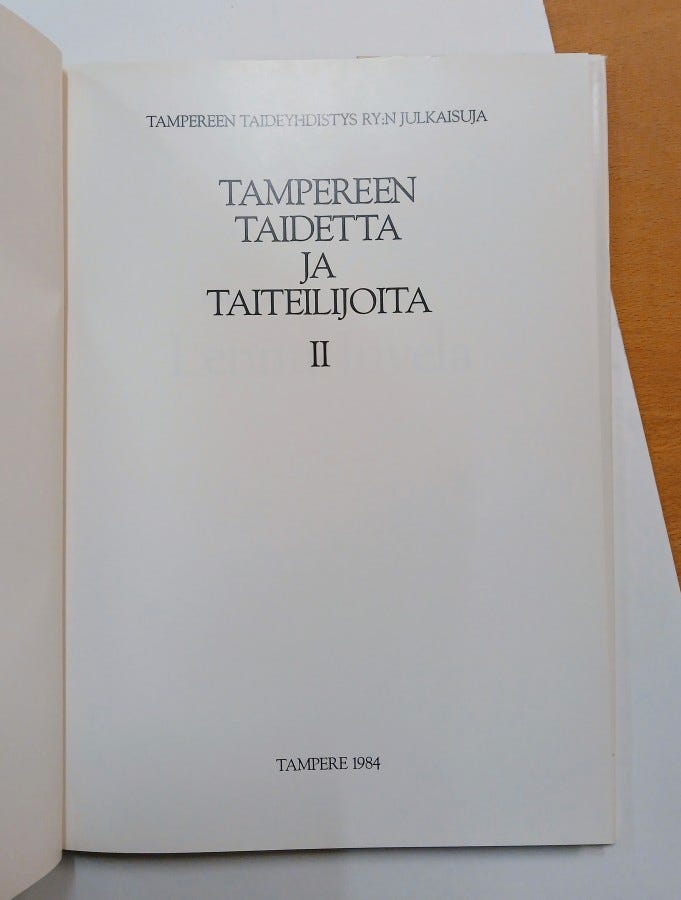 TAMPEREEN TAIDEYHDISTYS RY:N JULKAISUJA
TAMPEREEN
TAIDETTA
JA
TAITEILIJOITA
II
TAMPERE 1984